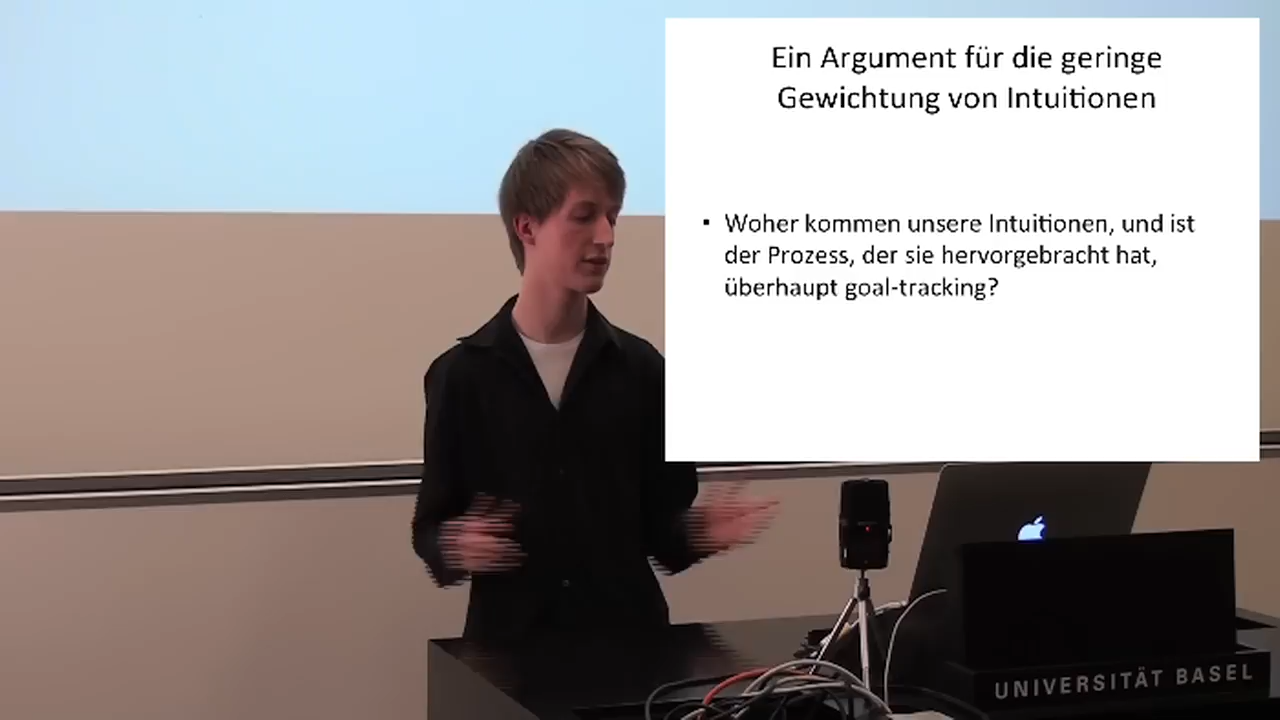 Ein Argument für die geringe
Gewichtung von Intuitionen
▪ Woher kommen unsere Intuitionen, und ist
der Prozess, der sie hervorgebracht hat,
überhaupt goal-tracking?
UNIVERSITÄT BASEL